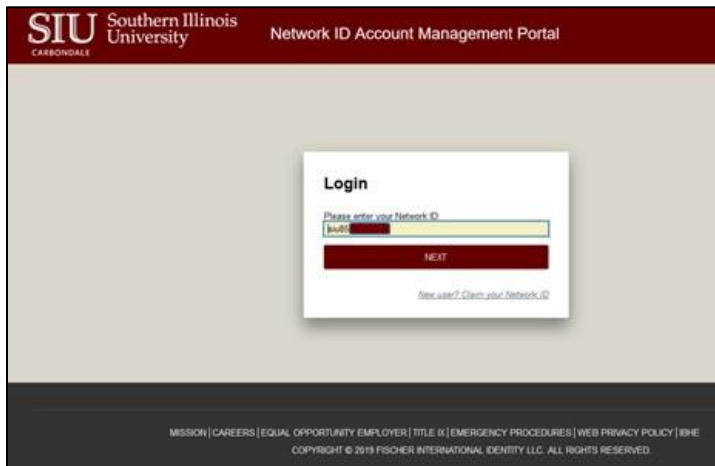 SIU Southern Illinois
University
CARBONDALE
Network ID Account Management Portal
Login
Please enter your Network ID
siu85
NEXT
New user? Claim your Network ID
MISSION | CAREERS | EQUAL OPPORTUNITY EMPLOYER | TITLE IX | EMERGENCY PROCEDURES | WEB PRIVACY POLICY | IBHE
COPYRIGHT © 2019 FISCHER INTERNATIONAL IDENTITY LLC. ALL RIGHTS RESERVED.